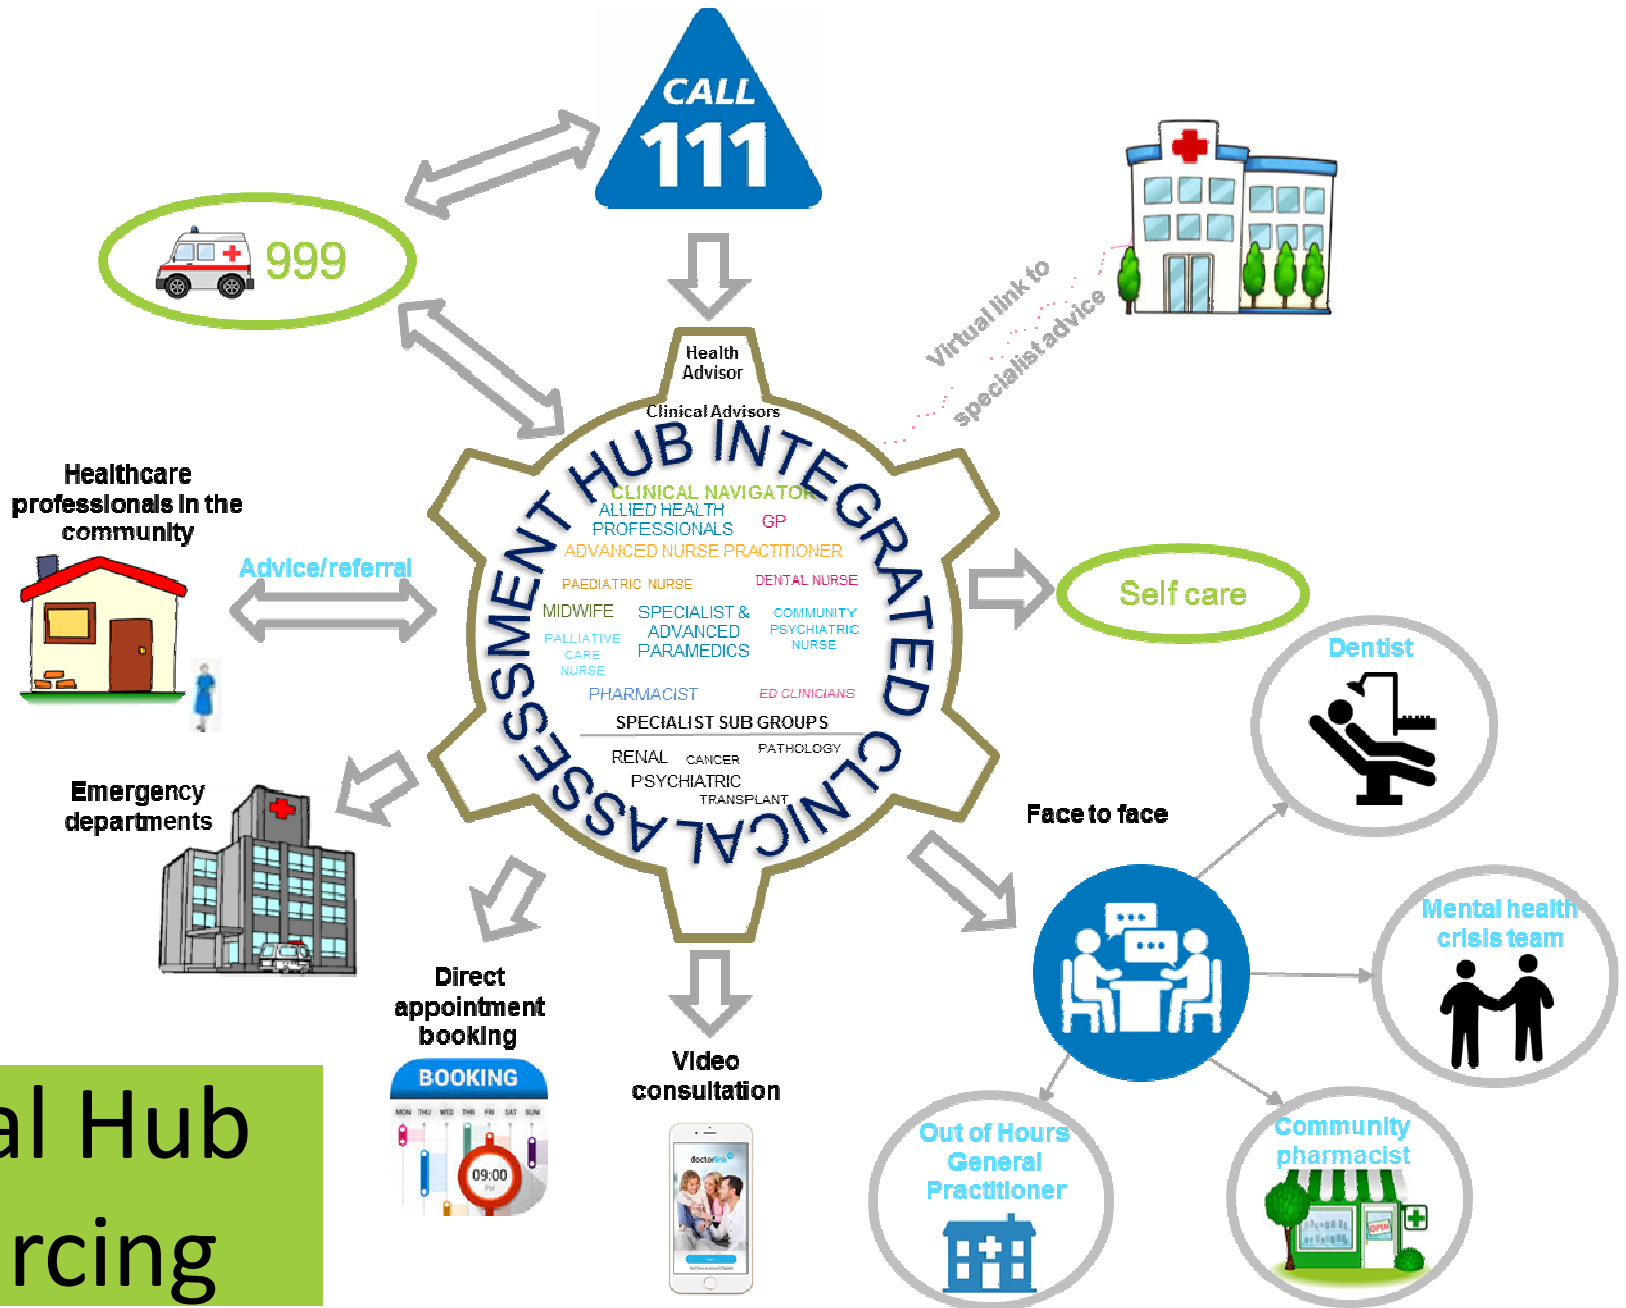 CALL
111
999
Virtual link to
specialist advice
Health
Advisor
Clinical Advisors
INTEGRATED CLINICAL ASSESSMENT HUB
CLINICAL NAVIGATOR
ALLIED HEALTH
PROFESSIONALS
GP
ADVANCED NURSE PRACTITIONER
PAEDIATRIC NURSE
DENTAL NURSE
MIDWIFE
SPECIALIST &
ADVANCED
PARAMEDICS
COMMUNITY
PSYCHIATRIC
NURSE
PALLIATIVE
CARE
NURSE
PHARMACIST
ED CLINICIANS
SPECIALIST SUB GROUPS
RENAL
CANCER
PATHOLOGY
PSYCHIATRIC
TRANSPLANT
Healthcare
professionals in the
community
Advice/referral
Self care
Emergency
departments
Direct
appointment
booking
BOOKING
MON THU WED THR FRI SAT SUN
09:00
PM
Video
consultation
doctorlink
Face to face
Dentist
Mental health
crisis team
Out of Hours
General
Practitioner
Community
pharmacist
OPEN
al Hub
rcing